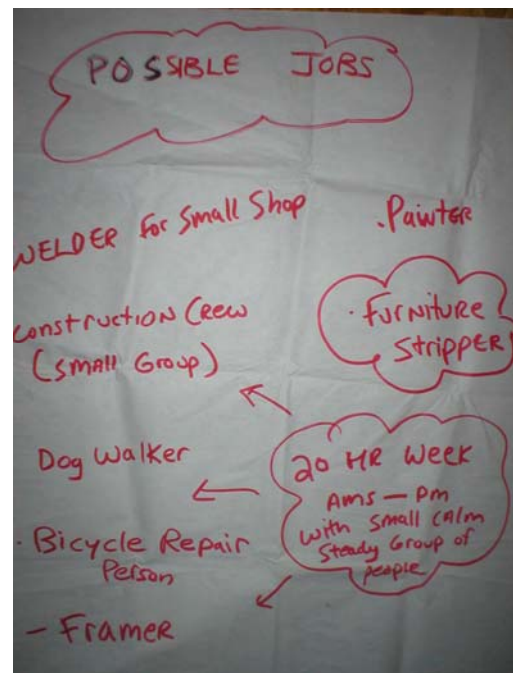 POSSIBLE JOBS
WELDER for Small Shop
.Painter
Construction Crew
(Small Group)
. Furniture
Stripper
Dog Walker
20 HR Week
Ams — Pm
with Small CAlm
Steady Group of
people
. Bicycle Repair
Person
- Framer